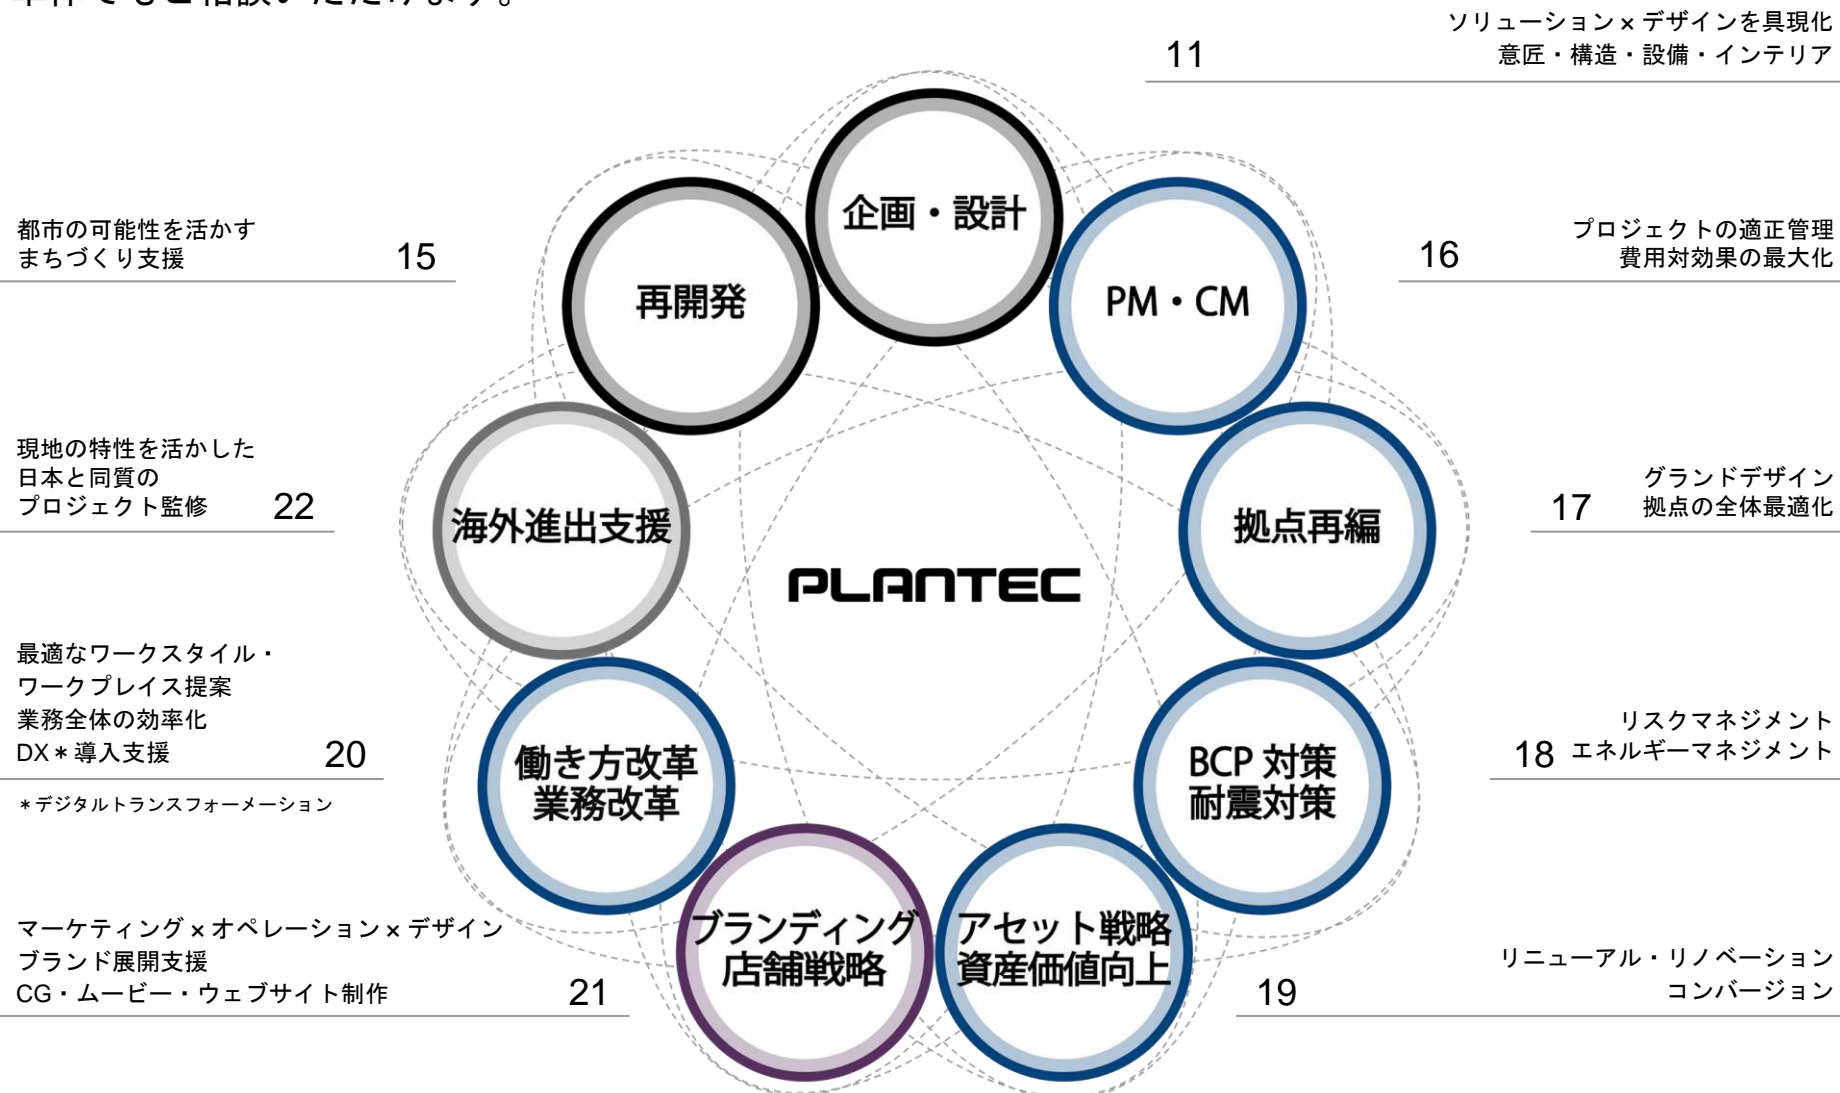 単体でもご相談いただけます。
ソリューション×デザインを具現化
意匠・構造・設備・インテリア
11
企画・設計
都市の可能性を活かす
まちづくり支援
15
再開発
PM・CM
16
プロジェクトの適正管理
費用対効果の最大化
現地の特性を活かした
日本と同質の
プロジェクト監修
22
海外進出支援
拠点再編
17
グランドデザイン
拠点の全体最適化
PLANTEC
最適なワークスタイル・
ワークプレイス提案
業務全体の効率化
DX*導入支援
20
*デジタルトランスフォーメーション
働き方改革
業務改革
BCP 対策
耐震対策
18
リスクマネジメント
エネルギーマネジメント
マーケティング×オペレーション×デザイン
ブランド展開支援
CG・ムービー・ウェブサイト制作
21
ブランディング
店舗戦略
アセット戦略
資産価値向上
19
リニューアル・リノベーション
コンバージョン